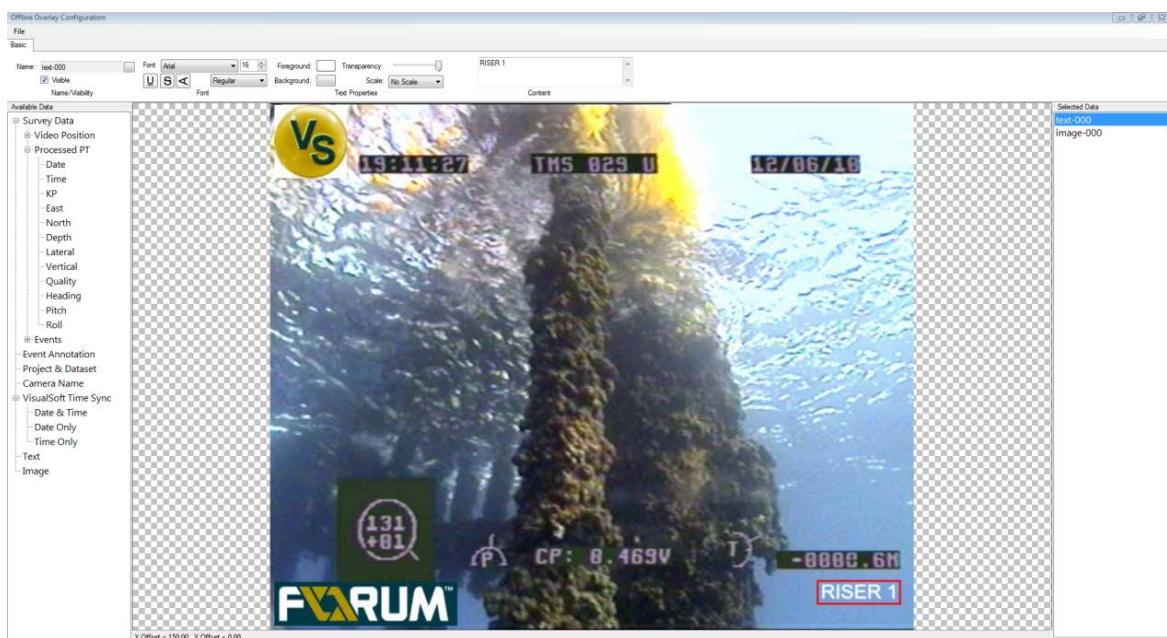 Offline Overlay Configuration
File
Basic
Name: text-000 ...
Font Arial 16
Foreground:
Transparency:
RISER 1
Visible
U S A
Regular
Background:
Scale: No Scale
Name/Visibility
Font
Text Properties
Content
Available Data
Survey Data
Video Position
Processed PT
Date
Time
KP
East
North
Depth
Lateral
Vertical
Quality
Heading
Pitch
Roll
Events
Event Annotation
Project & Dataset
Camera Name
VisualSoft Time Sync
Date & Time
Date Only
Time Only
Text
Image
VS
19:11:27
TMS 029 U
12/06/18
131
+01
P
CP: 0.469V
T
FORUM™
RISER 1
X Offset = 150.00, Y Offset = 0.00
Selected Data
text-000
image-000